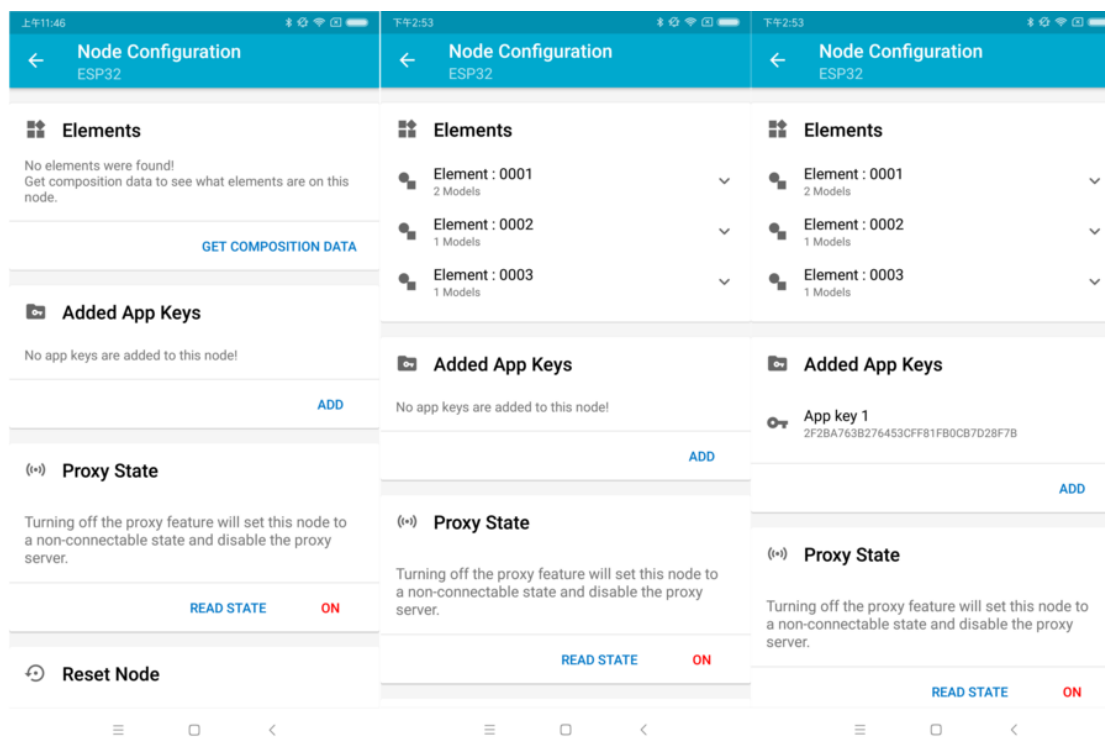 上午11:46
Node Configuration
ESP32
Elements
No elements were found!
Get composition data to see what elements are on this
node.
GET COMPOSITION DATA
Added App Keys
No app keys are added to this node!
ADD
Proxy State
Turning off the proxy feature will set this node to
a non-connectable state and disable the proxy
server.
READ STATE ON
Reset Node
下午2:53
Node Configuration
ESP32
Elements
Element : 0001
2 Models
Element : 0002
1 Models
Element : 0003
1 Models
Added App Keys
No app keys are added to this node!
ADD
Proxy State
Turning off the proxy feature will set this node to
a non-connectable state and disable the proxy
server.
READ STATE ON
下午2:53
Node Configuration
ESP32
Elements
Element : 0001
2 Models
Element : 0002
1 Models
Element : 0003
1 Models
Added App Keys
App key 1
2F2BA763B276453CFF81FB0CB7D28F7B
ADD
Proxy State
Turning off the proxy feature will set this node to
a non-connectable state and disable the proxy
server.
READ STATE ON